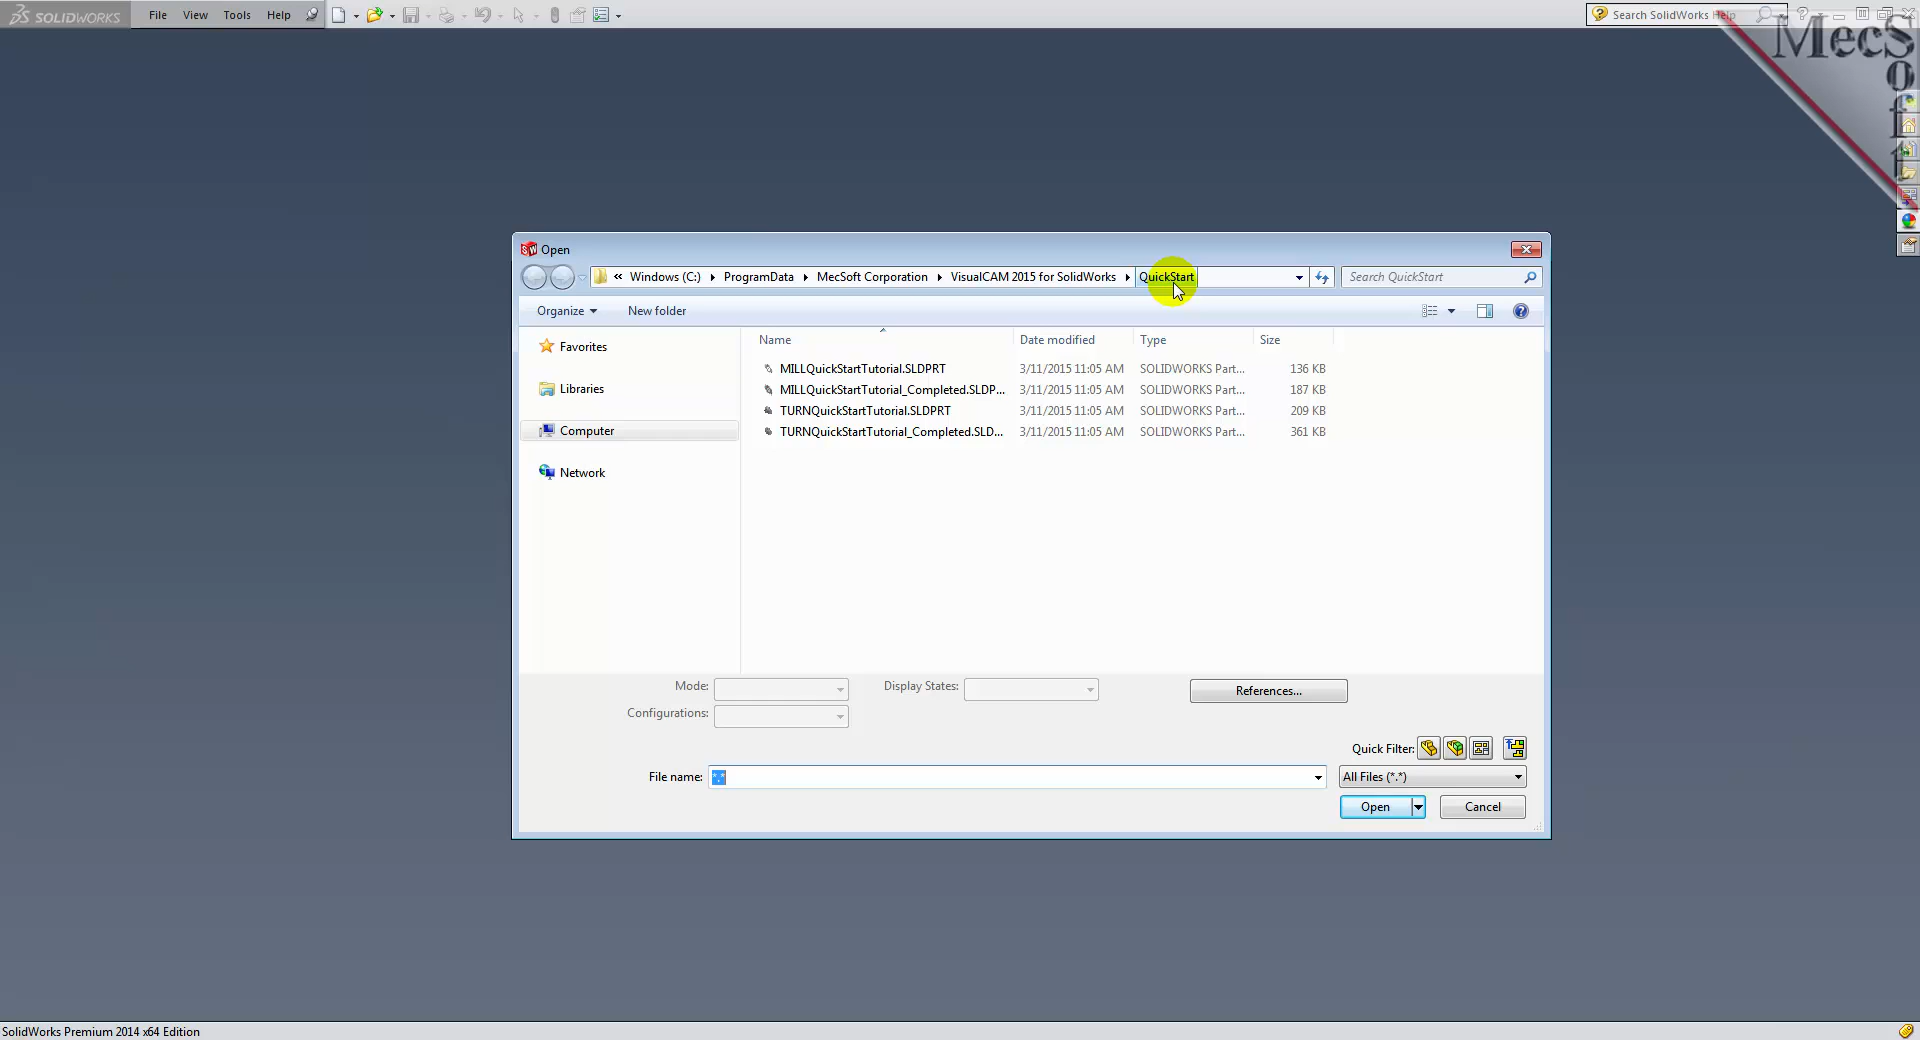 SOLIDWORKS File View Tools Help Search SolidWorks Help
MecSoft
Open
« Windows (C:) ProgramData MecSoft Corporation VisualCAM 2015 for SolidWorks QuickStart Search QuickStart
Organize New folder
Favorites
Libraries
Computer
Network
Name Date modified Type Size
MILLQuickStartTutorial.SLDPRT 3/11/2015 11:05 AM SOLIDWORKS Part... 136 KB
MILLQuickStartTutorial_Completed.SLDP... 3/11/2015 11:05 AM SOLIDWORKS Part... 187 KB
TURNQuickStartTutorial.SLDPRT 3/11/2015 11:05 AM SOLIDWORKS Part... 209 KB
TURNQuickStartTutorial_Completed.SLD... 3/11/2015 11:05 AM SOLIDWORKS Part... 361 KB
Mode: Display States: References...
Configurations:
Quick Filter:
File name: *.* All Files (*.*)
Open Cancel
SolidWorks Premium 2014 x64 Edition